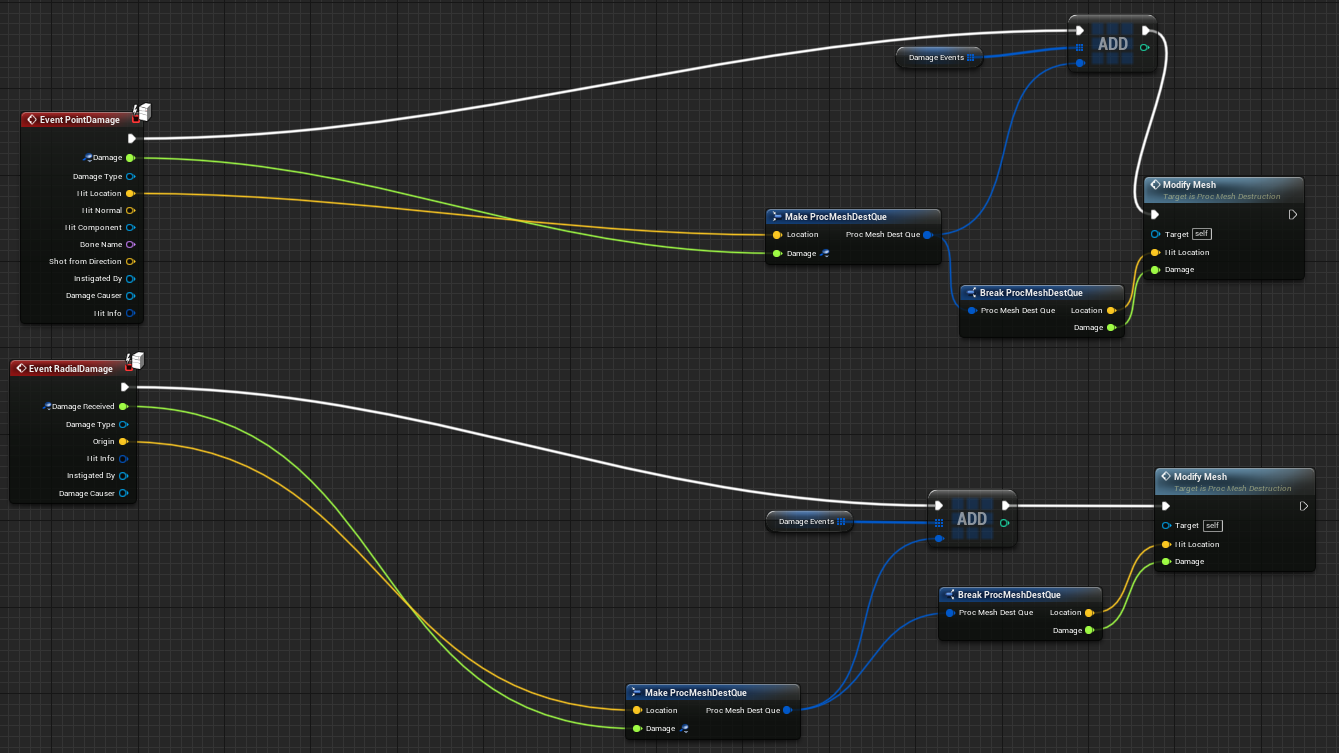 ADD
Damage Events
Event PointDamage
Damage
Damage Type
Hit Location
Hit Normal
Hit Component
Bone Name
Shot from Direction
Instigated By
Damage Causer
Hit Info
Make ProcMeshDestQue
Location Proc Mesh Dest Que
Damage
Modify Mesh
Target is Proc Mesh Destruction
Target self
Hit Location
Damage
Break ProcMeshDestQue
Proc Mesh Dest Que Location
Damage
Event RadialDamage
Damage Received
Damage Type
Origin
Hit Info
Instigated By
Damage Causer
Damage Events
ADD
Modify Mesh
Target is Proc Mesh Destruction
Target self
Hit Location
Damage
Break ProcMeshDestQue
Proc Mesh Dest Que Location
Damage
Make ProcMeshDestQue
Location Proc Mesh Dest Que
Damage